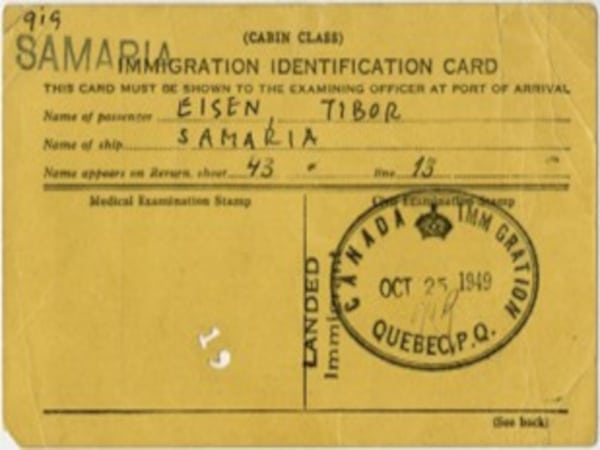 919
SAMARIA
(CABIN CLASS)
IMMIGRATION IDENTIFICATION CARD
THIS CARD MUST BE SHOWN TO THE EXAMINING OFFICER AT PORT OF ARRIVAL
Name of passenger EISEN, TIBOR
Name of ship SAMARIA
Name appears on Return, sheet 43 line 13
Medical Examination Stamp
Civil Examination Stamp
CANADA IMMIGRATION
OCT 25 1949
QUEBEC, P.Q.
LANDED
Immigrant
(See back)